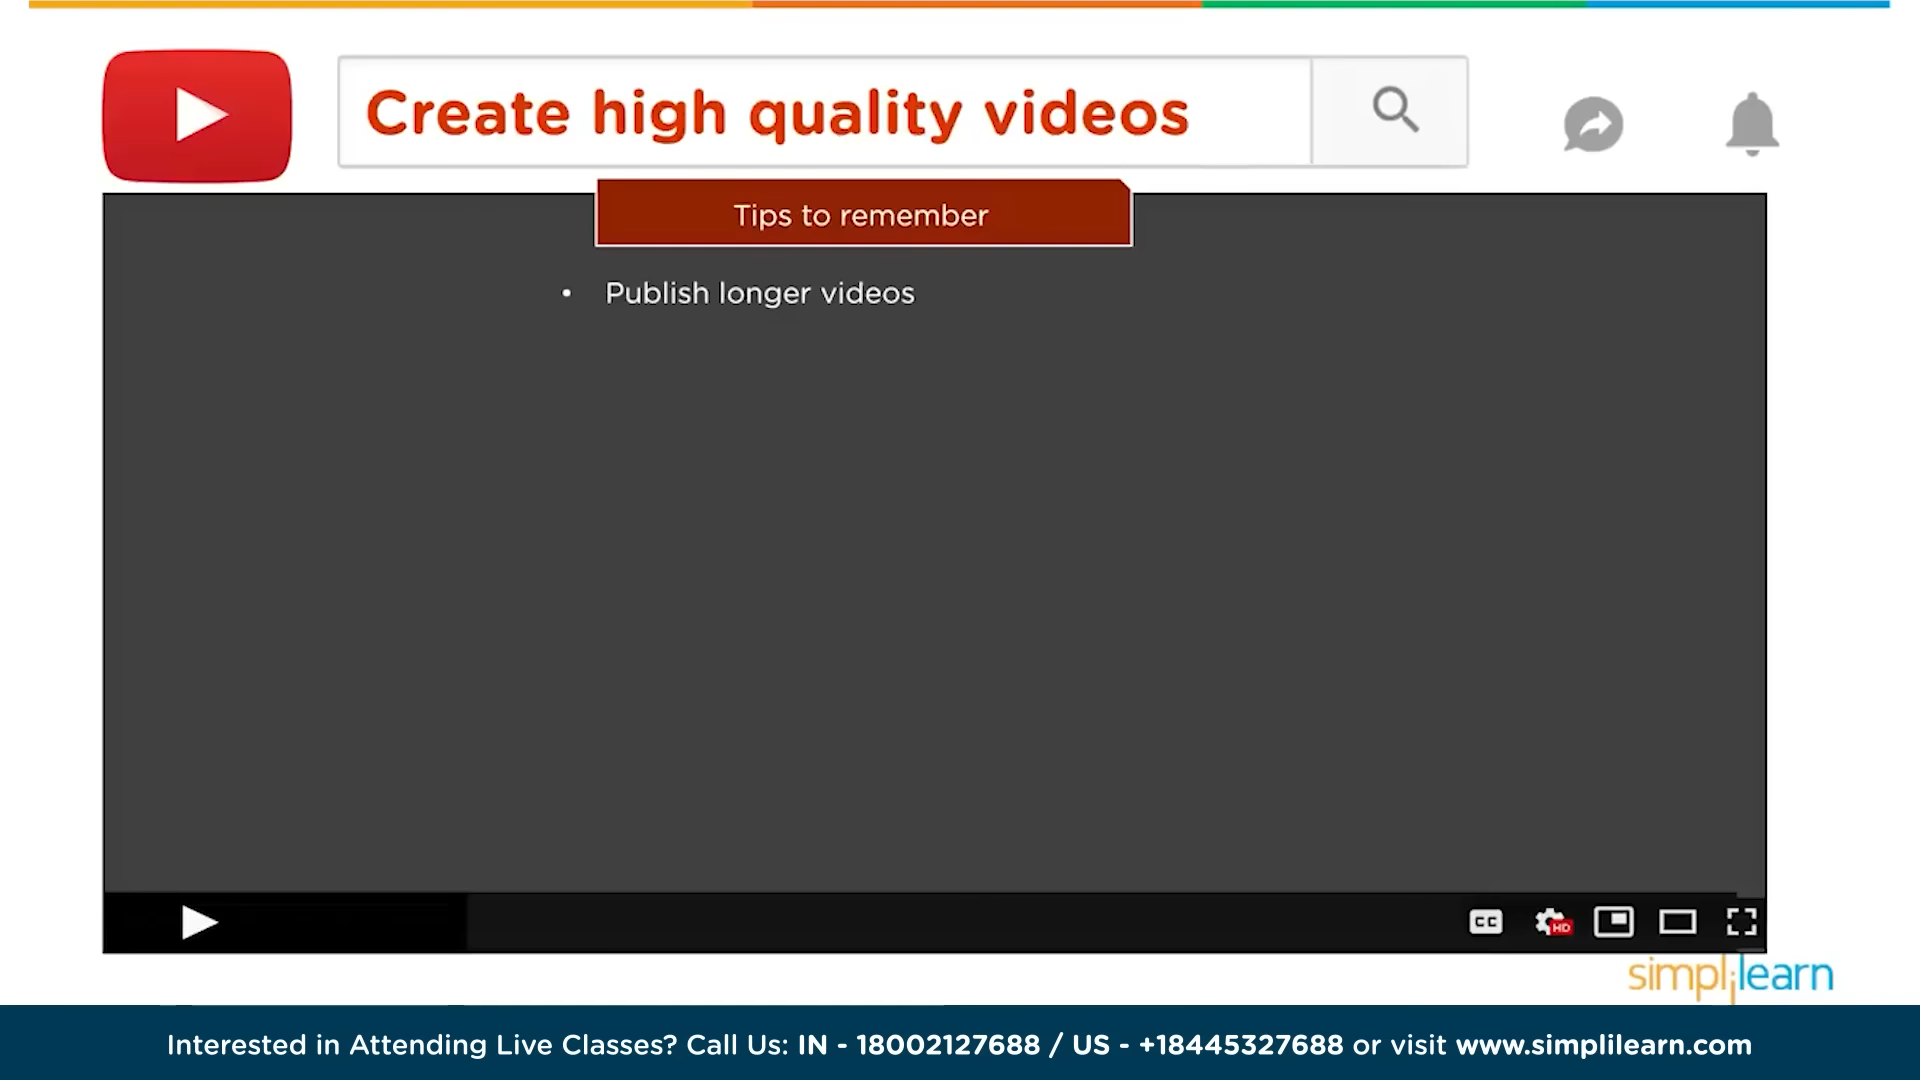 Create high quality videos
Tips to remember
• Publish longer videos
CC
HD
simplilearn
Interested in Attending Live Classes? Call Us: IN - 18002127688 / US - +18445327688 or visit www.simplilearn.com